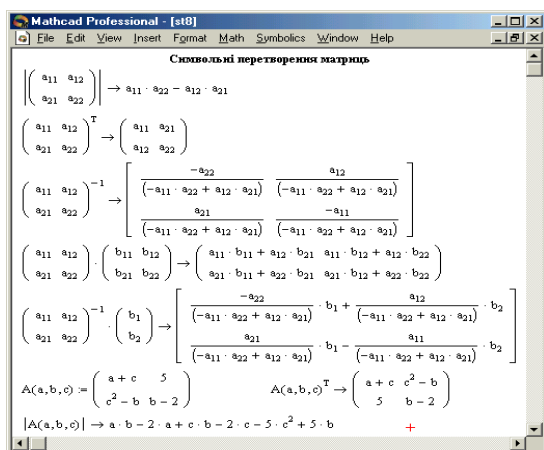 Mathcad Professional - [st8]
File Edit View Insert Format Math Symbolics Window Help
Символьні перетворення матриць
|( a11 a12 ; a21 a22 )| → a11 · a22 − a12 · a21
( a11 a12 ; a21 a22 )^T → ( a11 a21 ; a12 a22 )
( a11 a12 ; a21 a22 )^−1 → [ −a22/(−a11 · a22 + a12 · a21) a12/(−a11 · a22 + a12 · a21) ; a21/(−a11 · a22 + a12 · a21) −a11/(−a11 · a22 + a12 · a21) ]
( a11 a12 ; a21 a22 ) · ( b11 b12 ; b21 b22 ) → ( a11 · b11 + a12 · b21 a11 · b12 + a12 · b22 ; a21 · b11 + a22 · b21 a21 · b12 + a22 · b22 )
( a11 a12 ; a21 a22 )^−1 · ( b1 ; b2 ) → [ −a22/(−a11 · a22 + a12 · a21) · b1 + a12/(−a11 · a22 + a12 · a21) · b2 ; a21/(−a11 · a22 + a12 · a21) · b1 − a11/(−a11 · a22 + a12 · a21) · b2 ]
A(a,b,c) := ( a + c 5 ; c² − b b − 2 ) A(a,b,c)^T → ( a + c c² − b ; 5 b − 2 )
|A(a,b,c)| → a · b − 2 · a + c · b − 2 · c − 5 · c² + 5 · b